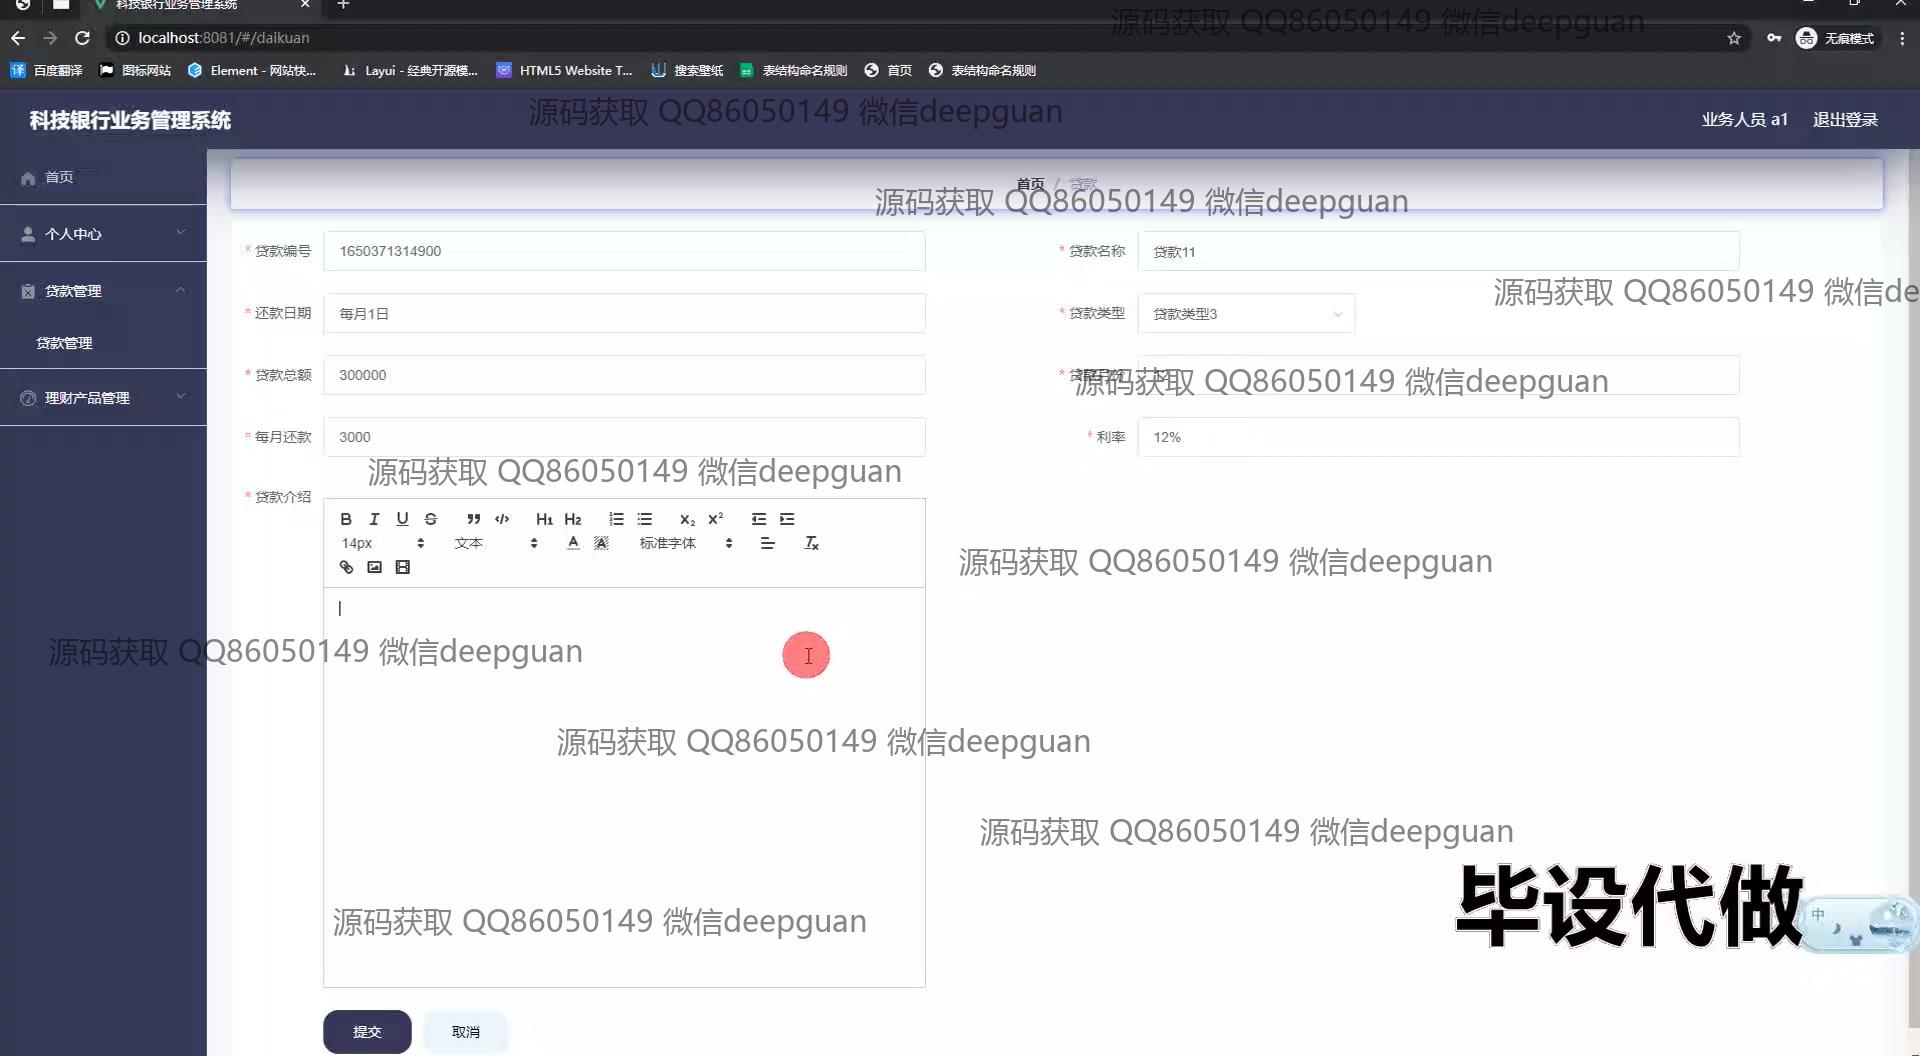 科技银行业务管理系统
localhost:8081/#/daikuan
源码获取 QQ86050149 微信deepguan
无痕模式
百度翻译
图标网站
Element - 网站快...
Layui - 经典开源模...
HTML5 Website T...
搜索壁纸
表结构命名规则
首页
表结构命名规则
源码获取 QQ86050149 微信deepguan
科技银行业务管理系统
业务人员 a1
退出登录
首页
个人中心
贷款管理
贷款管理
理财产品管理
首页 / 贷款
源码获取 QQ86050149 微信deepguan
* 贷款编号
1650371314900
* 贷款名称
贷款11
源码获取 QQ86050149 微信de
* 还款日期
每月1日
* 贷款类型
贷款类型3
* 贷款总额
300000
源码获取 QQ86050149 微信deepguan
* 每月还款
3000
* 利率
12%
源码获取 QQ86050149 微信deepguan
* 贷款介绍
B I U S H1 H2 X₂ X²
14px
文本
标准字体
源码获取 QQ86050149 微信deepguan
源码获取 QQ86050149 微信deepguan
源码获取 QQ86050149 微信deepguan
源码获取 QQ86050149 微信deepguan
毕设代做
中
源码获取 QQ86050149 微信deepguan
提交
取消